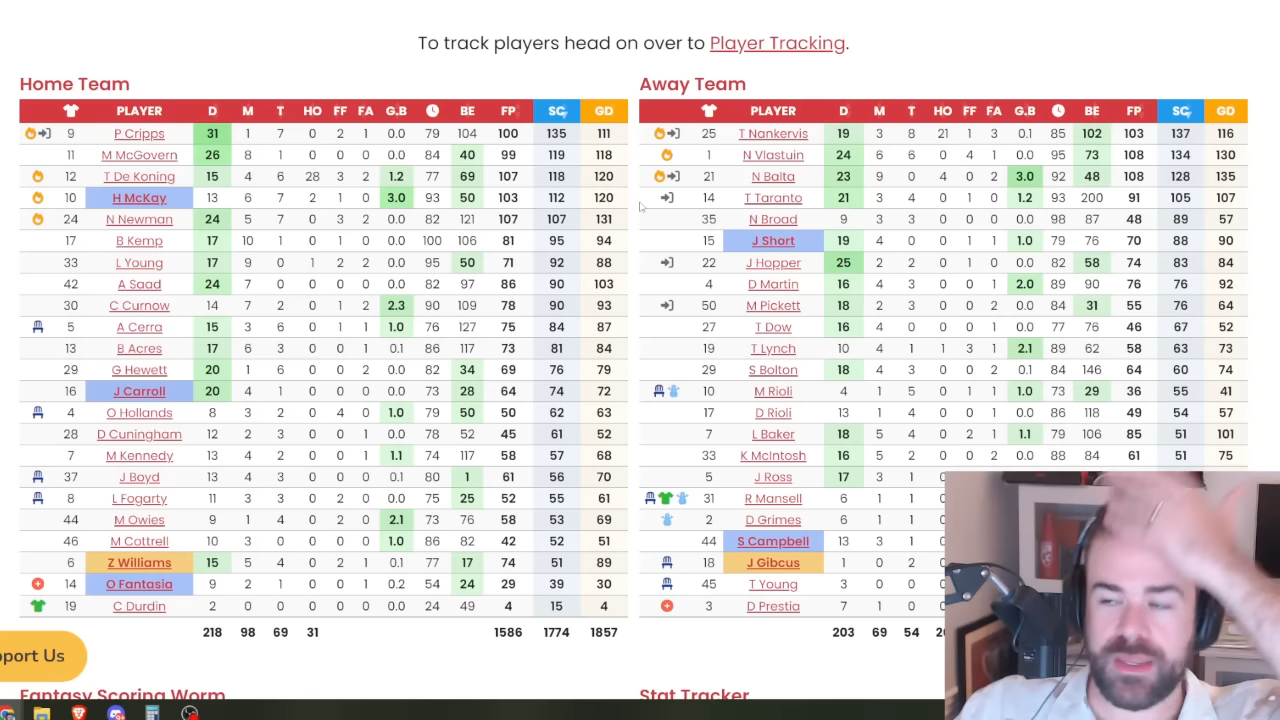 To track players head on over to Player Tracking.
Home Team
PLAYER D M T HO FF FA G.B BE FP SC GD
9 P Cripps 31 1 7 0 2 1 0.0 79 104 100 135 111
11 M McGovern 26 8 1 0 0 0 0.0 84 40 99 119 118
12 T De Koning 15 4 6 28 3 2 1.2 77 69 107 118 120
10 H McKay 13 6 7 2 1 0 3.0 93 50 103 112 120
24 N Newman 24 5 7 0 3 2 0.0 82 121 107 107 131
17 B Kemp 17 10 1 0 1 0 0.0 100 106 81 95 94
33 L Young 17 9 0 1 2 2 0.0 95 50 71 92 88
42 A Saad 24 7 0 0 0 0 0.0 82 97 86 90 103
30 C Curnow 14 7 2 0 1 2 2.3 90 109 78 90 93
5 A Cerra 15 3 6 0 1 1 1.0 76 127 75 84 87
13 B Acres 17 6 3 0 0 1 0.1 86 117 73 81 84
29 G Hewett 20 1 6 0 0 2 0.0 82 34 69 76 79
16 J Carroll 20 4 1 0 0 1 0.0 73 28 64 74 72
4 O Hollands 8 3 2 0 4 0 1.0 79 50 50 62 63
28 D Cuningham 12 2 3 0 0 1 0.0 78 52 45 61 52
7 M Kennedy 13 4 2 0 0 0 1.1 74 117 58 57 68
37 J Boyd 13 4 3 0 0 0 0.1 80 1 61 56 70
8 L Fogarty 11 3 3 0 0 0 0.0 75 25 52 55 61
44 M Owies 9 1 4 0 2 0 2.1 73 76 58 53 69
46 M Cottrell 10 3 0 0 0 0 1.0 86 82 42 52 51
6 Z Williams 15 5 4 0 2 1 0.1 77 17 74 51 89
14 O Fantasia 9 2 1 0 0 1 0.2 54 24 29 39 30
19 C Durdin 2 0 0 0 0 0 0.0 24 49 4 15 4
218 98 69 31 1586 1774 1857
Away Team
PLAYER D M T HO FF FA G.B BE FP SC GD
25 T Nankervis 19 3 8 21 1 3 0.1 85 102 103 137 116
1 N Vlastuin 24 6 6 0 4 1 0.0 95 73 108 134 130
21 N Balta 23 9 0 4 0 2 3.0 92 48 108 128 135
14 T Taranto 21 3 4 0 1 0 1.2 93 200 91 105 107
35 N Broad 9 3 3 0 0 0 0.0 98 87 48 89 57
15 J Short 19 4 0 0 1 1 1.0 79 76 70 88 90
22 J Hopper 25 2 2 0 1 0 0.0 82 58 74 83 84
4 D Martin 16 4 3 0 0 1 2.0 89 90 76 76 92
50 M Pickett 18 2 3 0 2 0 0.0 84 31 55 76 64
27 T Dow 16 4 0 0 0 1 0.0 77 76 46 67 52
19 T Lynch 10 4 1 1 3 1 2.1 89 62 58 63 73
29 S Bolton 18 4 3 0 0 2 0.1 84 146 64 60 74
10 M Rioli 4 1 5 0 1 0 1.0 73 29 36 55 41
17 D Rioli 13 1 4 0 0 1 0.0 86 118 49 54 57
7 L Baker 18 5 4 0 2 1 1.1 79 106 85 51 101
33 K McIntosh 16 5 2 0 0 2 0.0 88 84 61 51 75
5 J Ross 17 3 1
31 R Mansell 6 1 1
2 D Grimes 6 1 1
44 S Campbell 13 3 1
18 J Gibcus 1 0 2
45 T Young 0 0 0
3 D Prestia 7 1 0
203 69 54
Fantasy Scoring Worm
Stat Tracker
port Us